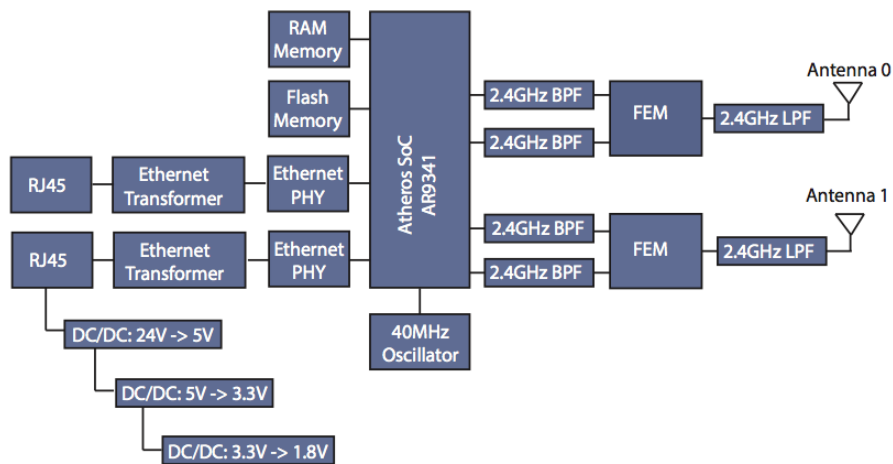 RAM
Memory
Flash
Memory
RJ45
Ethernet
Transformer
Ethernet
PHY
RJ45
Ethernet
Transformer
Ethernet
PHY
Atheros SoC
AR9341
40MHz
Oscillator
2.4GHz BPF
2.4GHz BPF
FEM
2.4GHz LPF
Antenna 0
2.4GHz BPF
2.4GHz BPF
FEM
2.4GHz LPF
Antenna 1
DC/DC: 24V -> 5V
DC/DC: 5V -> 3.3V
DC/DC: 3.3V -> 1.8V